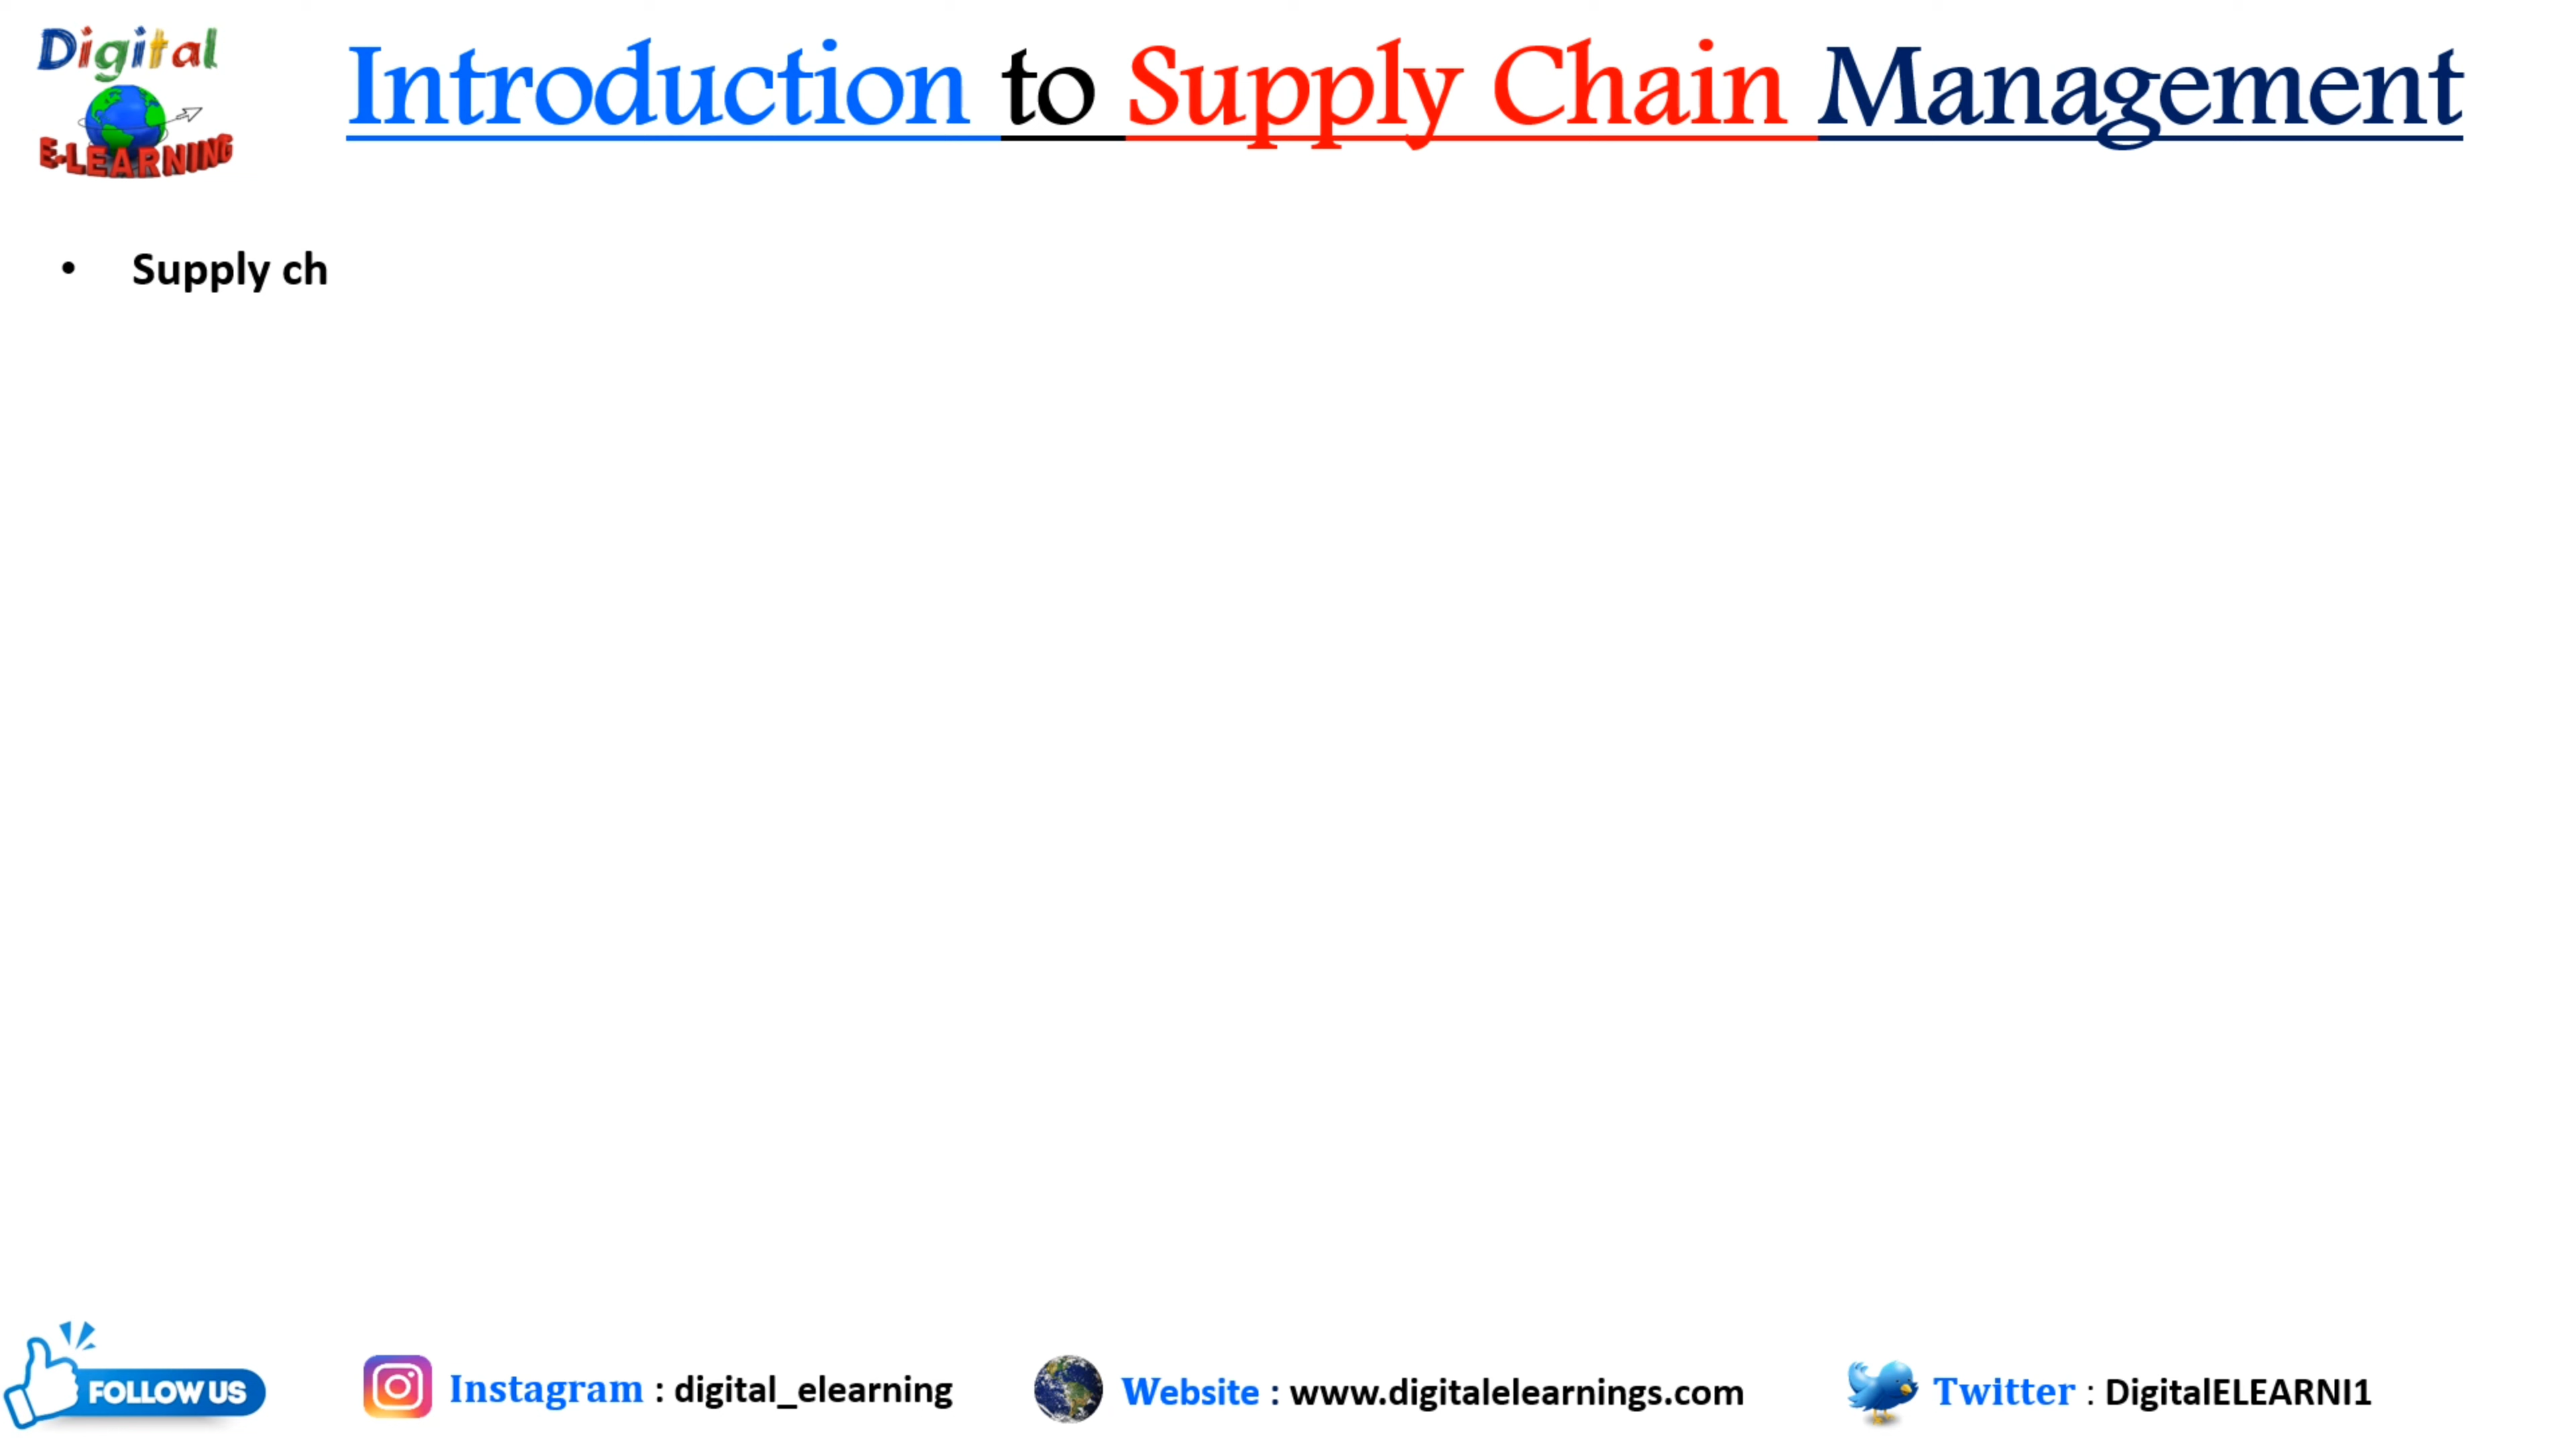 Digital
E-LEARNING
Introduction to Supply Chain Management
• Supply ch
FOLLOW US
Instagram : digital_elearning
Website : www.digitalelearnings.com
Twitter : DigitalELEARNI1